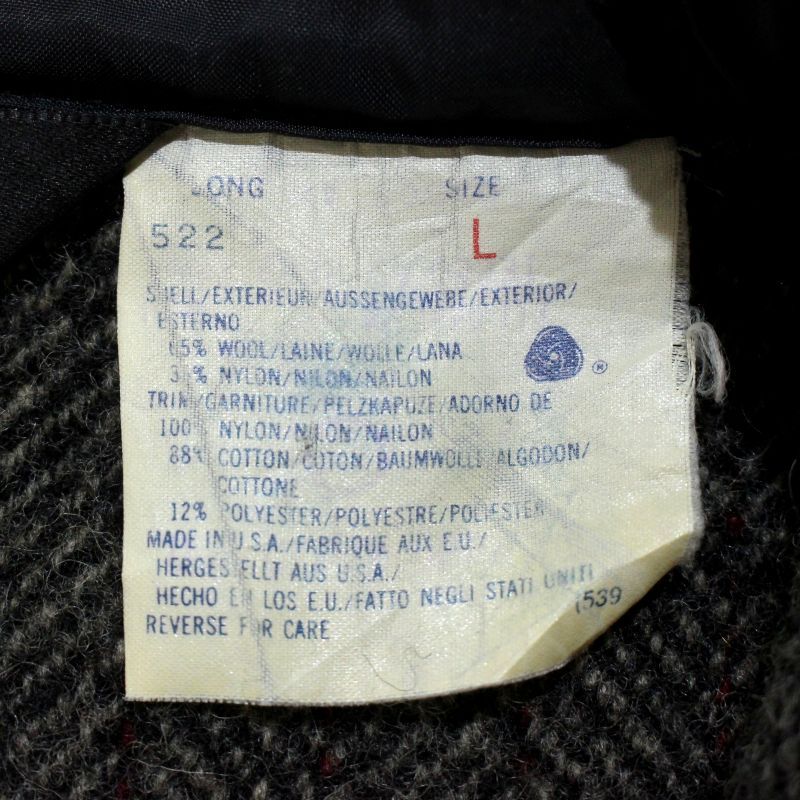 LONG SIZE
522 L
SHELL/EXTERIEUR/AUSSENGEWEBE/EXTERIOR/
ESTERNO
65% WOOL/LAINE/WOLLE/LANA
3 % NYLON/NILON/NAILON
TRIM/GARNITURE/PELZKAPUZE/ADORNO DE
100% NYLON/NILON/NAILON
88% COTTON/COTON/BAUMWOLLE/ALGODON/
COTTONE
12% POLYESTER/POLYESTRE/POLIESTER
MADE IN U.S.A./FABRIQUE AUX E.U./
HERGESTELLT AUS U.S.A./
HECHO EN LOS E.U./FATTO NEGLI STATI UNITI
(539
REVERSE FOR CARE
®